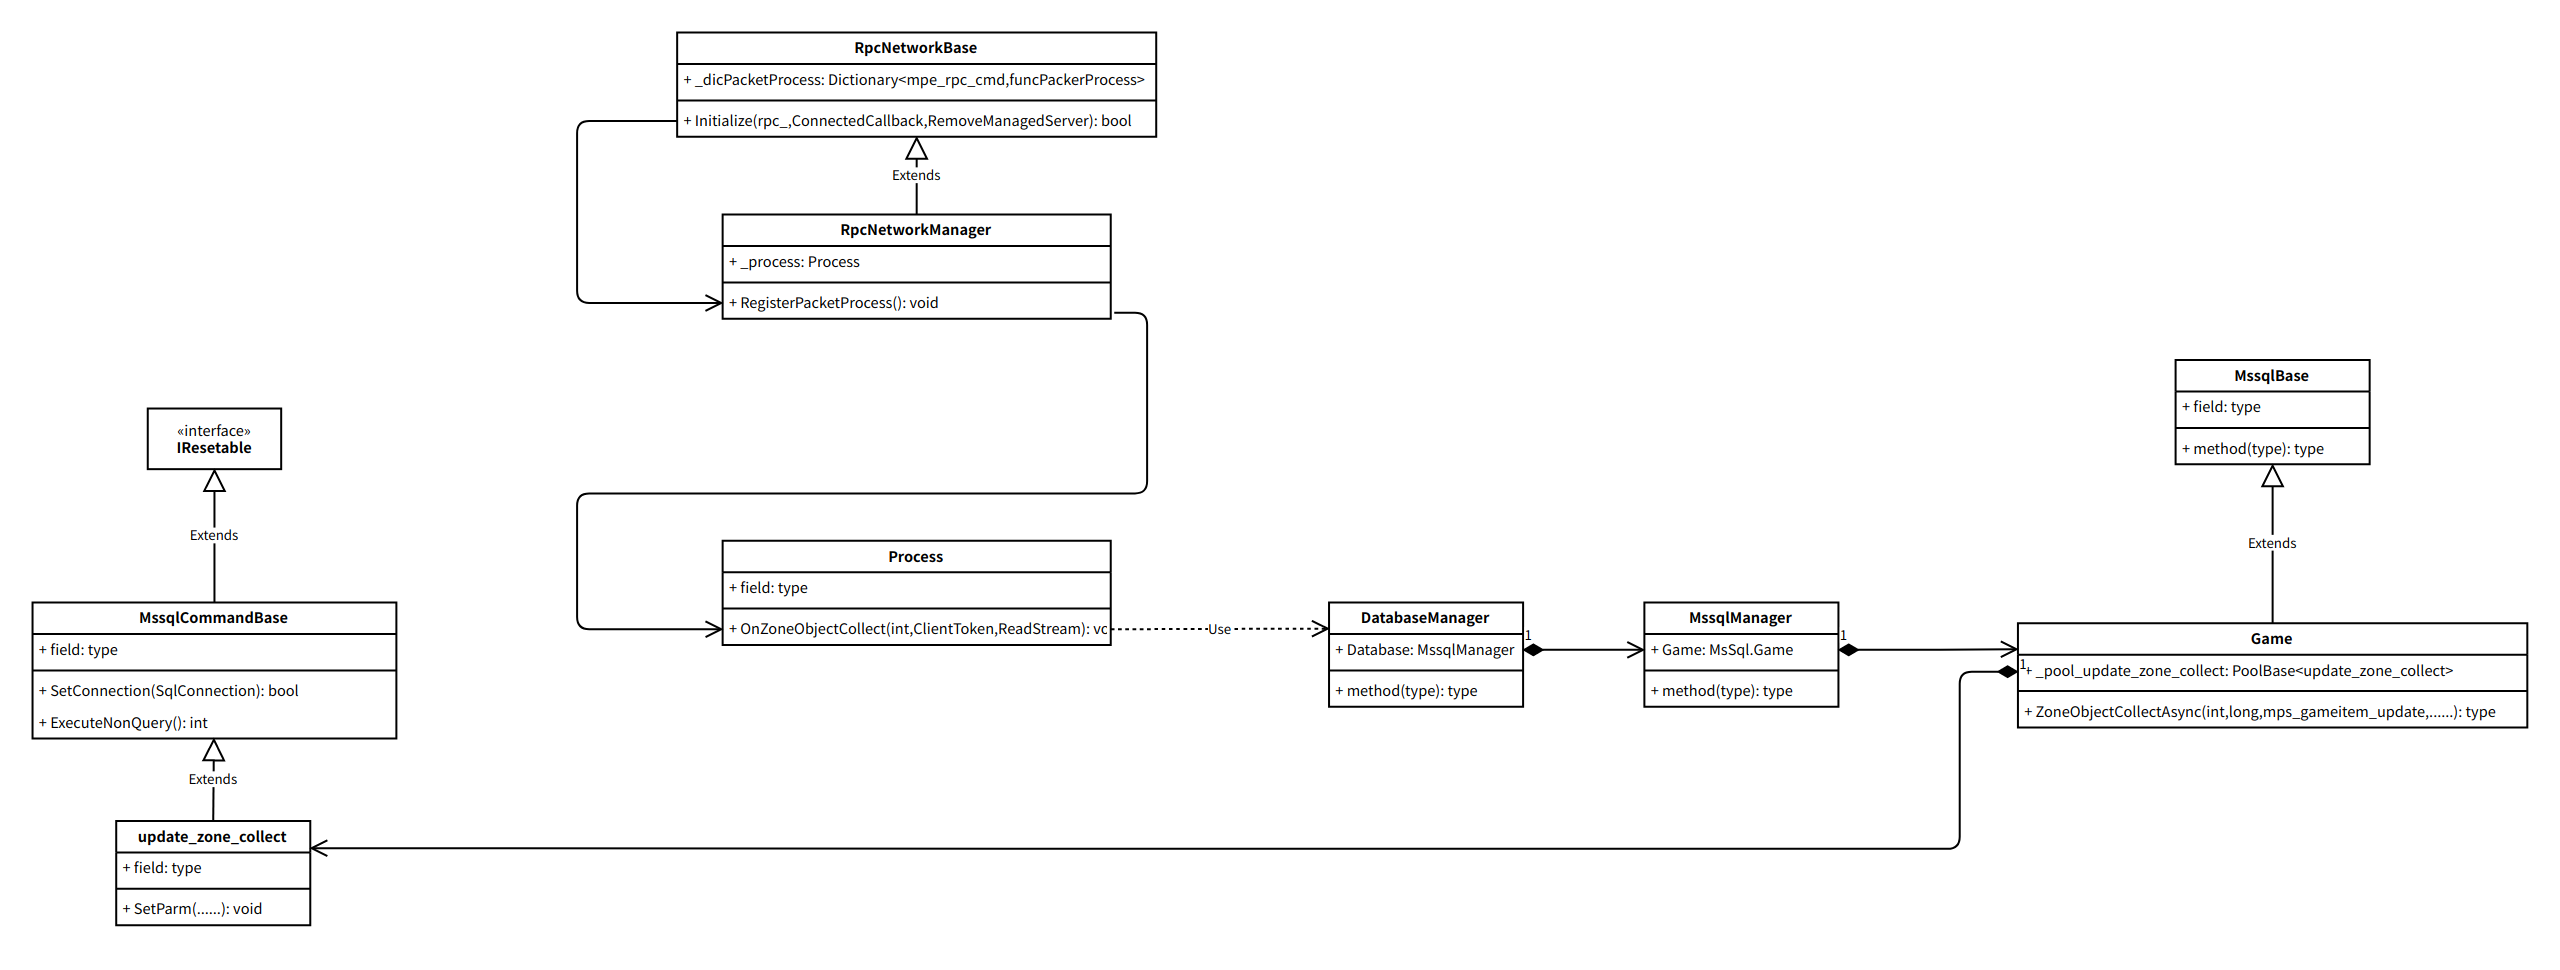 RpcNetworkBase
+ _dicPacketProcess: Dictionary<mpe_rpc_cmd,funcPackerProcess>
+ Initialize(rpc_,ConnectedCallback,RemoveManagedServer): bool
Extends
RpcNetworkManager
+ _process: Process
+ RegisterPacketProcess(): void
MssqlBase
+ field: type
+ method(type): type
«interface»
IResetable
Extends
Extends
Process
+ field: type
+ OnZoneObjectCollect(int,ClientToken,ReadStream): vo
Use
MssqlCommandBase
+ field: type
+ SetConnection(SqlConnection): bool
+ ExecuteNonQuery(): int
DatabaseManager
+ Database: MssqlManager
+ method(type): type
1
MssqlManager
+ Game: MsSql.Game
+ method(type): type
1
Game
1
+ _pool_update_zone_collect: PoolBase<update_zone_collect>
+ ZoneObjectCollectAsync(int,long,mps_gameitem_update,......): type
Extends
update_zone_collect
+ field: type
+ SetParm(......): void